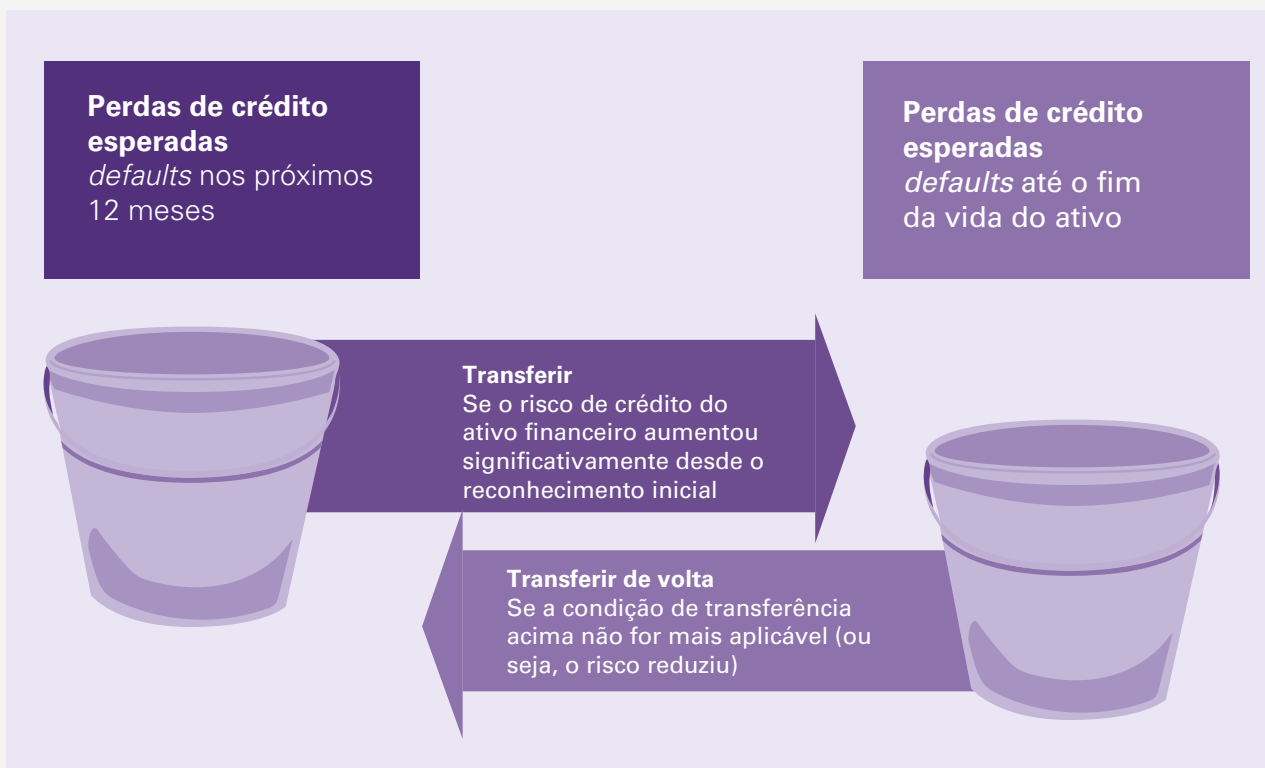 Perdas de crédito
esperadas
defaults nos próximos
12 meses
Perdas de crédito
esperadas
defaults até o fim
da vida do ativo
Transferir
Se o risco de crédito do
ativo financeiro aumentou
significativamente desde o
reconhecimento inicial
Transferir de volta
Se a condição de transferência
acima não for mais aplicável (ou
seja, o risco reduziu)